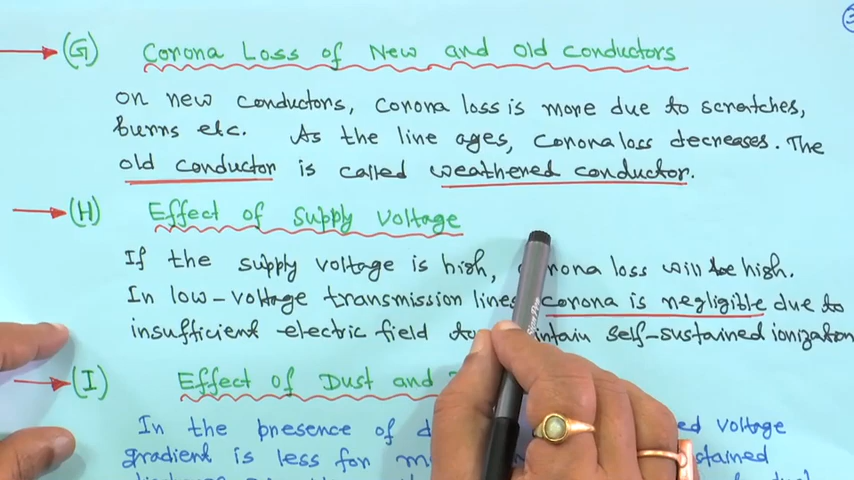 (G) Corona Loss of New and Old Conductors
On new conductors, Corona loss is more due to scratches,
burns etc. As the line ages, Corona loss decreases. The
old conductor is called weathered conductor.
(H) Effect of Supply Voltage
If the supply voltage is high, corona loss will be high.
In low-voltage transmission lines corona is negligible due to
insufficient electric field to maintain self-sustained ionization
(I) Effect of Dust and
In the presence of voltage
gradient is less for